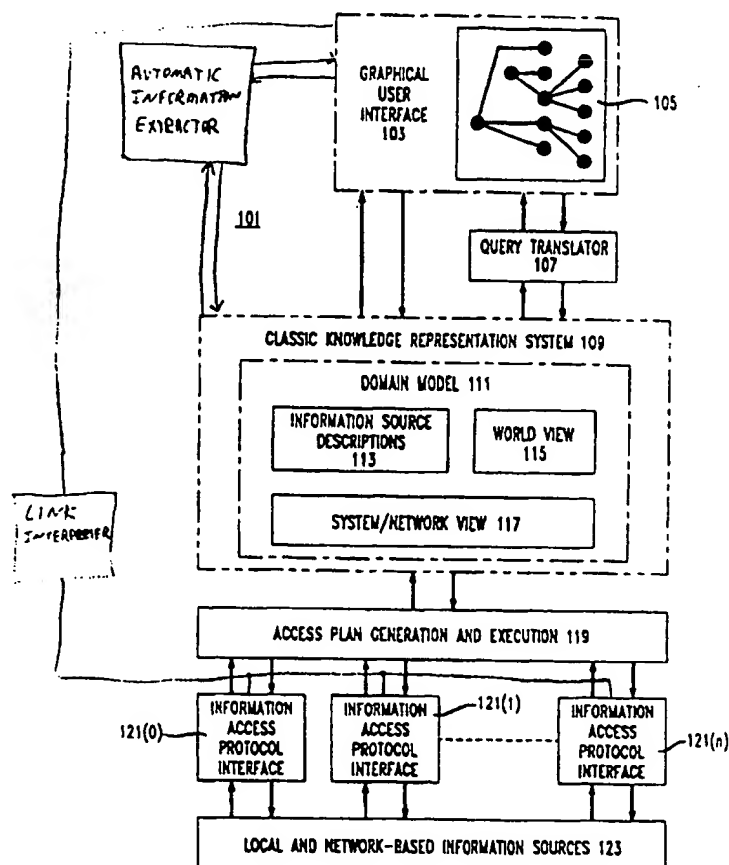 AUTOMATIC
INFORMATION
EXTRACTOR
GRAPHICAL
USER
INTERFACE
103
105
101
QUERY TRANSLATOR
107
CLASSIC KNOWLEDGE REPRESENTATION SYSTEM 109
DOMAIN MODEL 111
INFORMATION SOURCE
DESCRIPTIONS
113
WORLD VIEW
115
SYSTEM/NETWORK VIEW 117
LINK
INTERPRETER
ACCESS PLAN GENERATION AND EXECUTION 119
121(0)
INFORMATION
ACCESS
PROTOCOL
INTERFACE
121(1)
INFORMATION
ACCESS
PROTOCOL
INTERFACE
121(n)
INFORMATION
ACCESS
PROTOCOL
INTERFACE
LOCAL AND NETWORK-BASED INFORMATION SOURCES 123